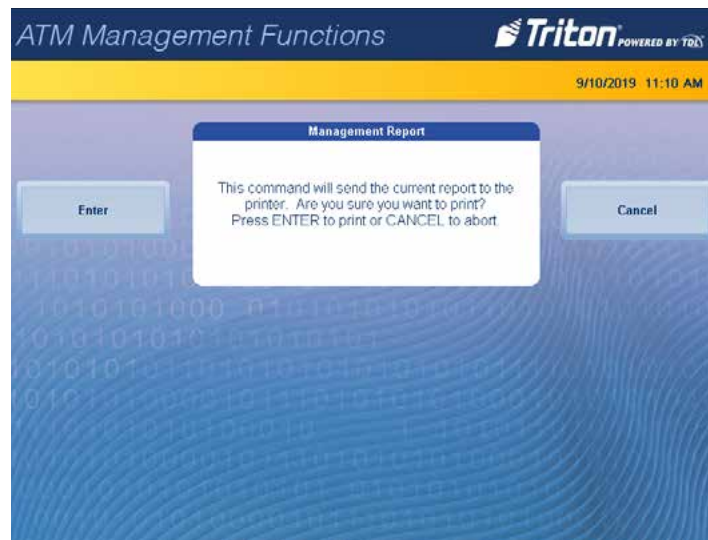 ATM Management Functions
Triton POWERED BY TDL
9/10/2019 11:10 AM
Management Report
This command will send the current report to the
printer. Are you sure you want to print?
Press ENTER to print or CANCEL to abort
Enter
Cancel